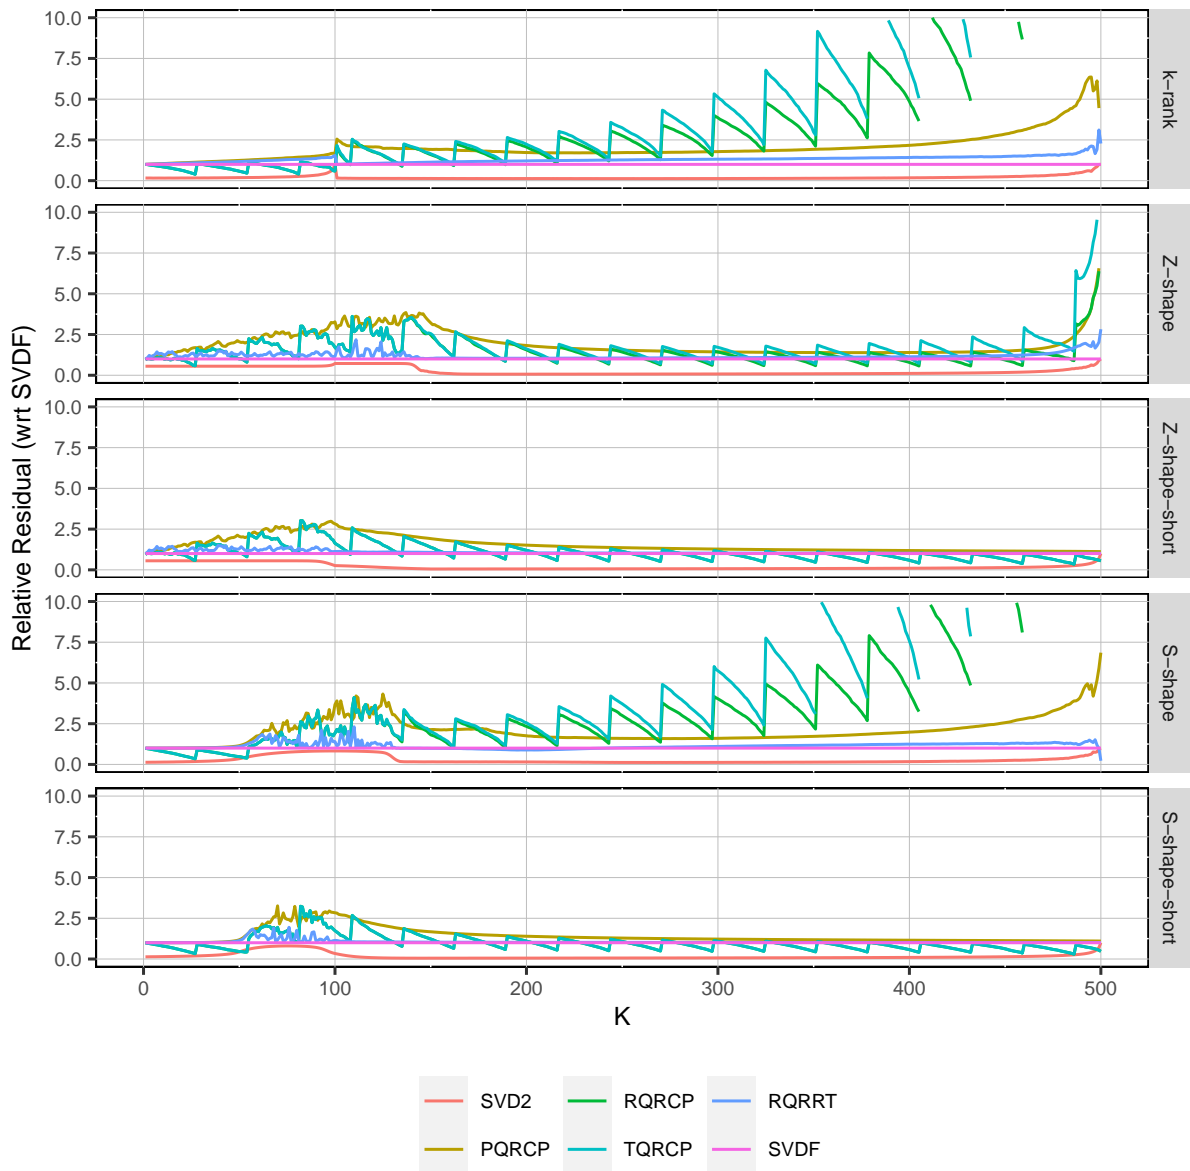 10.0
7.5
5.0
2.5
0.0
k−rank
10.0
7.5
5.0
2.5
0.0
Z−shape
10.0
7.5
5.0
2.5
0.0
Z−shape−short
10.0
7.5
5.0
2.5
0.0
S−shape
10.0
7.5
5.0
2.5
0.0
S−shape−short
Relative Residual (wrt SVDF)
0 100 200 300 400 500
K
SVD2 RQRCP RQRRT
PQRCP TQRCP SVDF